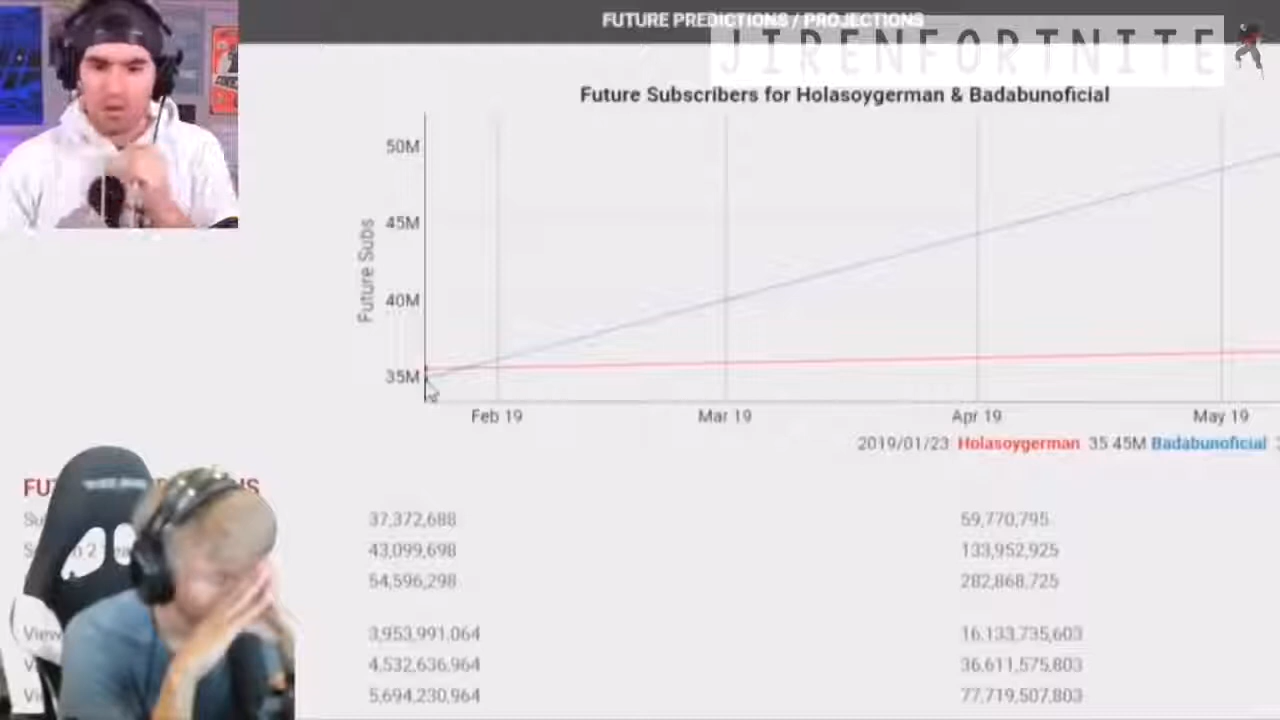 FUTURE PREDICTIONS / PROJECTIONS
JIRENFORTNITE
Future Subscribers for Holasoygerman & Badabunoficial
50M
45M
40M
35M
Future Subs
Feb 19 Mar 19 Apr 19 May 19
2019/01/23 Holasoygerman 35.45M Badabunoficial
37,372,688 59,770,795
43,099,698 133,952,925
54,596,298 282,868,725
View 3,953,991,064 16,133,735,603
4,532,636,964 36,611,575,803
5,694,230,964 77,719,507,803